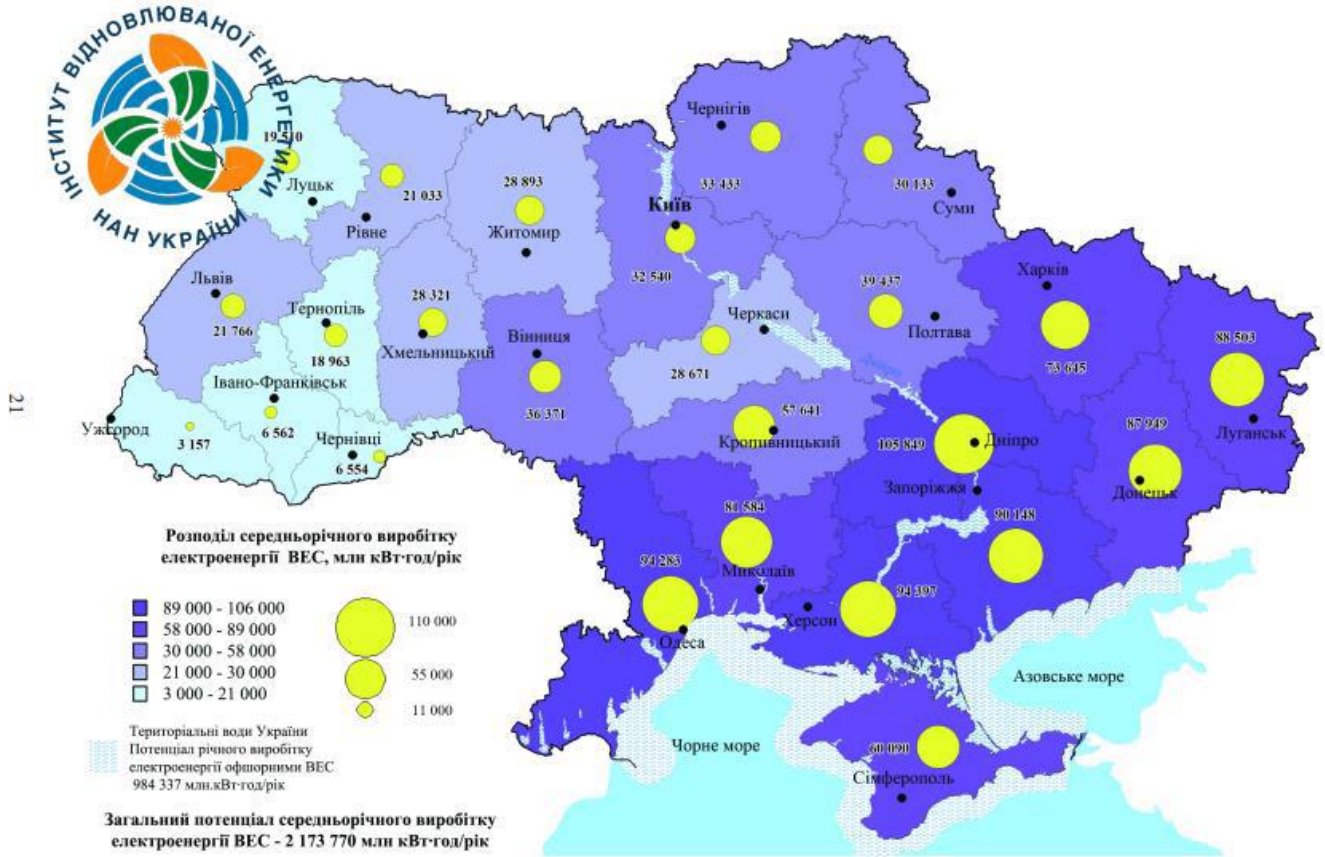 ІНСТИТУТ ВІДНОВЛЮВАНОЇ ЕНЕРГЕТИКИ
НАН УКРАЇНИ
19 510
Луцьк
21 033
Рівне
28 893
Житомир
Чернігів
33 433
30 133
Суми
Київ
32 540
Львів
21 766
Тернопіль
18 963
28 321
Хмельницький
Вінниця
36 371
Черкаси
28 671
39 437
Полтава
Харків
73 645
88 503
Луганськ
Івано-Франківськ
6 562
Ужгород
3 157
Чернівці
6 554
57 641
Кропивницький
105 849
Дніпро
87 949
Донецьк
Запоріжжя
90 148
81 584
Миколаїв
94 283
Одеса
94 397
Херсон
60 090
Сімферополь
Азовське море
Чорне море
21
Розподіл середньорічного виробітку
електроенергії ВЕС, млн кВт·год/рік
89 000 - 106 000
58 000 - 89 000
30 000 - 58 000
21 000 - 30 000
3 000 - 21 000
110 000
55 000
11 000
Територіальні води України
Потенціал річного виробітку
електроенергії офшорними ВЕС
984 337 млн.кВт·год/рік
Загальний потенціал середньорічного виробітку
електроенергії ВЕС - 2 173 770 млн кВт·год/рік